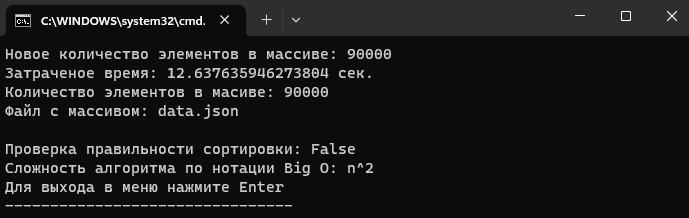 C:\WINDOWS\system32\cmd.
Новое количество элементов в массиве: 90000
Затраченое время: 12.637635946273804 сек.
Количество элементов в масиве: 90000
Файл с массивом: data.json
Проверка правильности сортировки: False
Сложность алгоритма по нотации Big O: n^2
Для выхода в меню нажмите Enter
--------------------------------